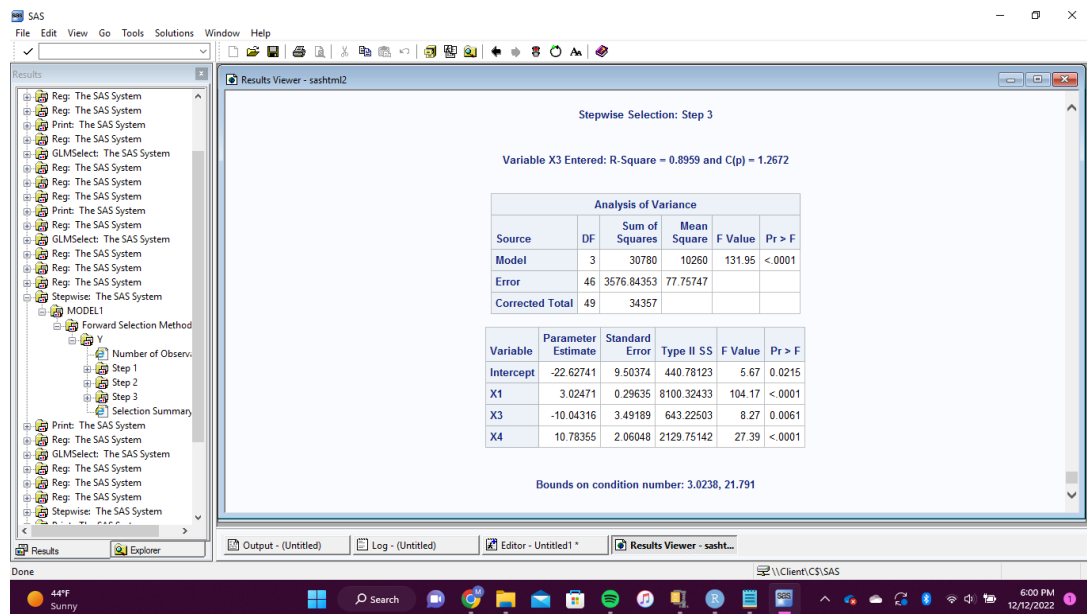 SAS
File Edit View Go Tools Solutions Window Help
Results
Results Viewer - sashtml2
Reg: The SAS System
Reg: The SAS System
Print: The SAS System
Reg: The SAS System
GLMSelect: The SAS System
Reg: The SAS System
Reg: The SAS System
Reg: The SAS System
Print: The SAS System
Reg: The SAS System
GLMSelect: The SAS System
Reg: The SAS System
Reg: The SAS System
Reg: The SAS System
Stepwise: The SAS System
MODEL1
Forward Selection Method
Y
Number of Observa
Step 1
Step 2
Step 3
Selection Summary
Print: The SAS System
Reg: The SAS System
GLMSelect: The SAS System
Reg: The SAS System
Reg: The SAS System
Reg: The SAS System
Stepwise: The SAS System
Stepwise Selection: Step 3
Variable X3 Entered: R-Square = 0.8959 and C(p) = 1.2672
Analysis of Variance
Source DF Sum of Squares Mean Square F Value Pr > F
Model 3 30780 10260 131.95 <.0001
Error 46 3576.84353 77.75747
Corrected Total 49 34357
Variable Parameter Estimate Standard Error Type II SS F Value Pr > F
Intercept -22.62741 9.50374 440.78123 5.67 0.0215
X1 3.02471 0.29635 8100.32433 104.17 <.0001
X3 -10.04316 3.49189 643.22503 8.27 0.0061
X4 10.78355 2.06048 2129.75142 27.39 <.0001
Bounds on condition number: 3.0238, 21.791
Results Explorer
Output - (Untitled) Log - (Untitled) Editor - Untitled1 * Results Viewer - sasht...
Done
\\Client\C$\SAS
44°F
Sunny
Search
6:00 PM
12/12/2022